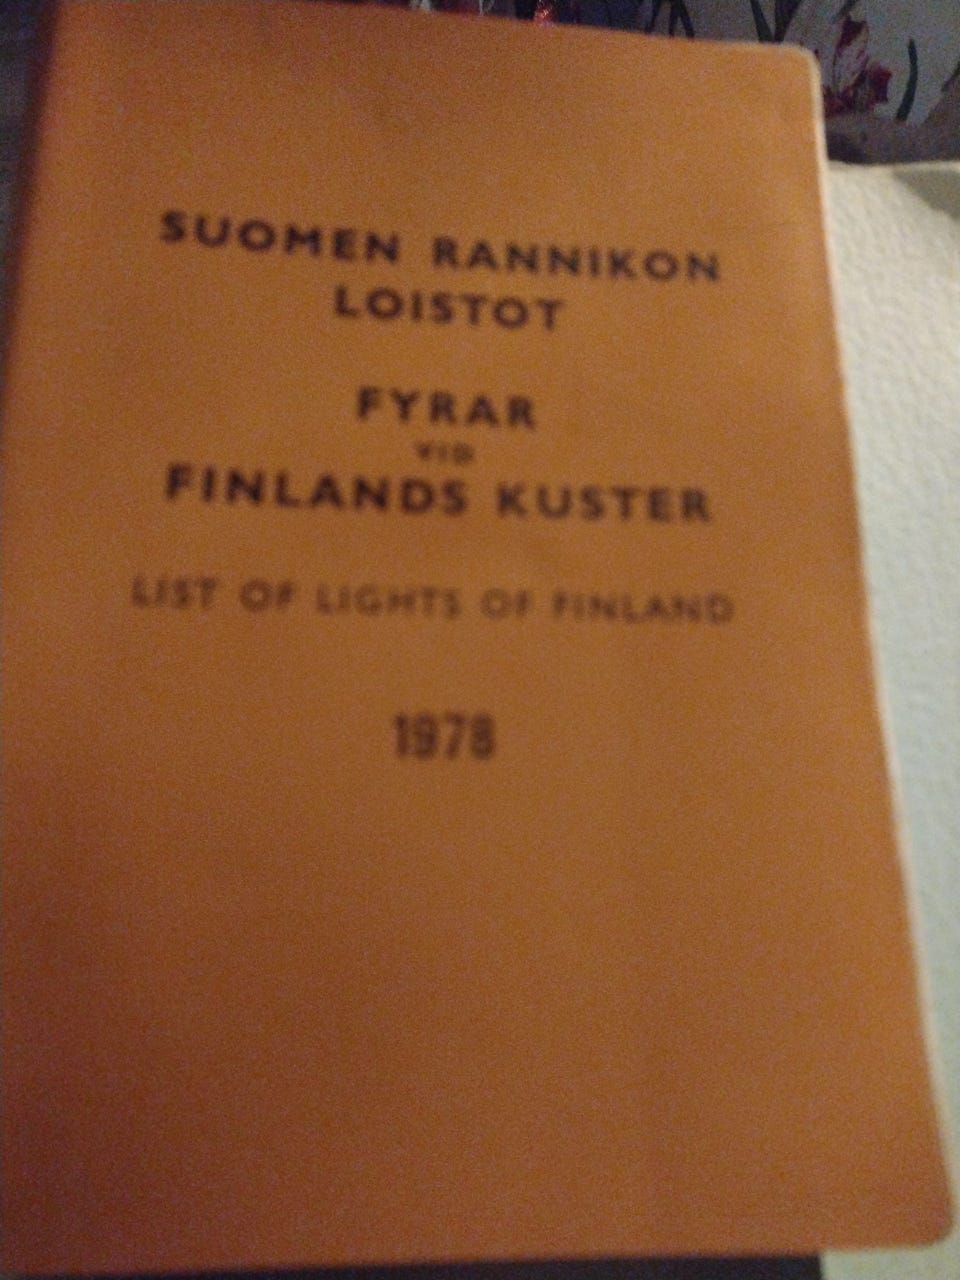 SUOMEN RANNIKON
LOISTOT
FYRAR
VID
FINLANDS KUSTER
LIST OF LIGHTS OF FINLAND
1978